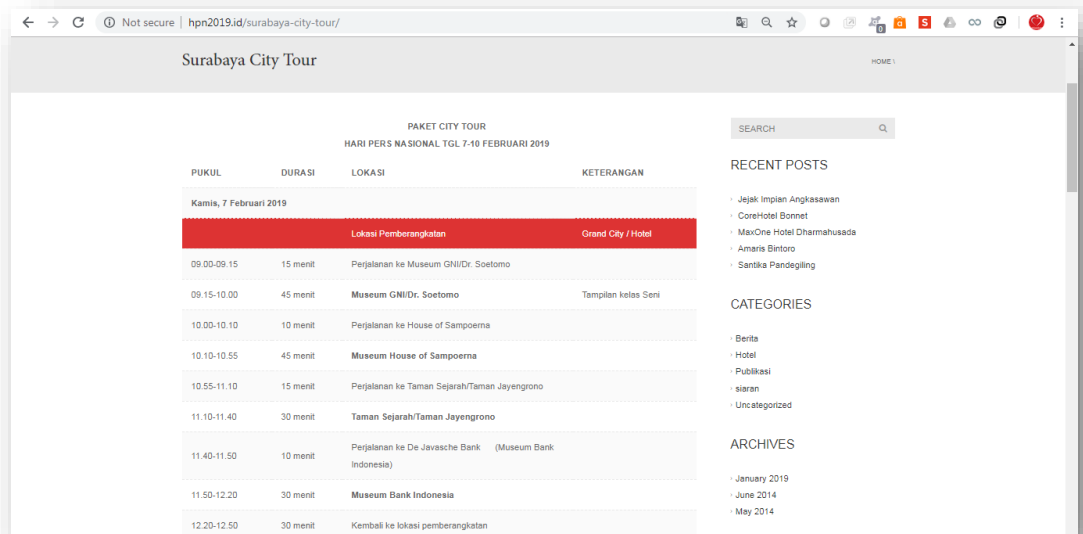 Not secure | hpn2019.id/surabaya-city-tour/
Surabaya City Tour
HOME \
PAKET CITY TOUR
HARI PERS NASIONAL TGL 7-10 FEBRUARI 2019
PUKUL DURASI LOKASI KETERANGAN
Kamis, 7 Februari 2019
Lokasi Pemberangkatan Grand City / Hotel
09.00-09.15 15 menit Perjalanan ke Museum GNI/Dr. Soetomo
09.15-10.00 45 menit Museum GNI/Dr. Soetomo Tampilan kelas Seni
10.00-10.10 10 menit Perjalanan ke House of Sampoerna
10.10-10.55 45 menit Museum House of Sampoerna
10.55-11.10 15 menit Perjalanan ke Taman Sejarah/Taman Jayengrono
11.10-11.40 30 menit Taman Sejarah/Taman Jayengrono
11.40-11.50 10 menit Perjalanan ke De Javasche Bank (Museum Bank
Indonesia)
11.50-12.20 30 menit Museum Bank Indonesia
12.20-12.50 30 menit Kembali ke lokasi pemberangkatan
SEARCH
RECENT POSTS
Jejak Impian Angkasawan
CoreHotel Bonnet
MaxOne Hotel Dharmahusada
Amaris Bintoro
Santika Pandegiling
CATEGORIES
Berita
Hotel
Publikasi
siaran
Uncategorized
ARCHIVES
January 2019
June 2014
May 2014